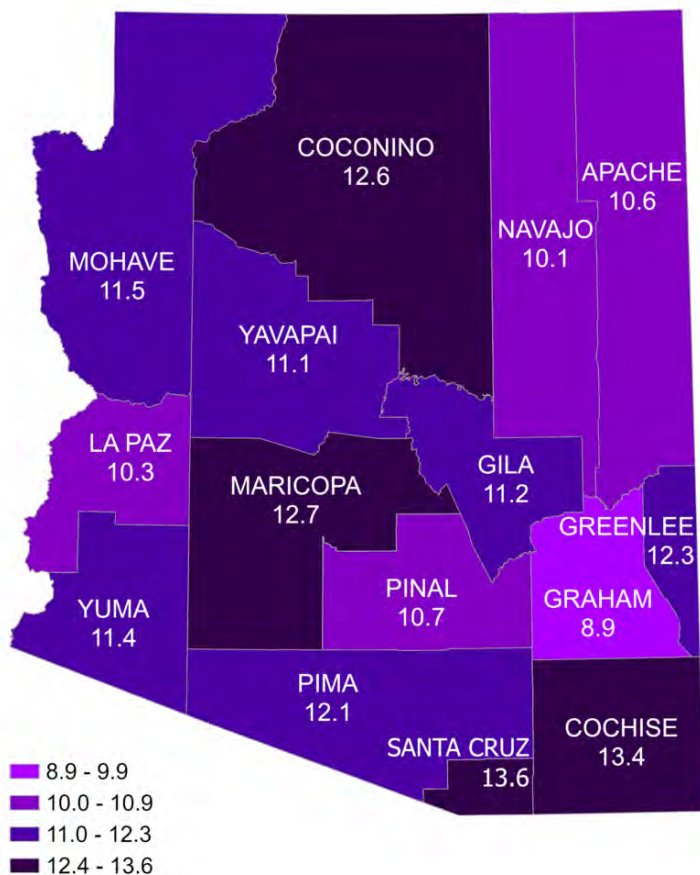 COCONINO
12.6
APACHE
10.6
NAVAJO
10.1
MOHAVE
11.5
YAVAPAI
11.1
LA PAZ
10.3
GILA
11.2
MARICOPA
12.7
GREENLEE
12.3
PINAL
10.7
GRAHAM
8.9
YUMA
11.4
PIMA
12.1
COCHISE
13.4
SANTA CRUZ
13.6
8.9 - 9.9
10.0 - 10.9
11.0 - 12.3
12.4 - 13.6